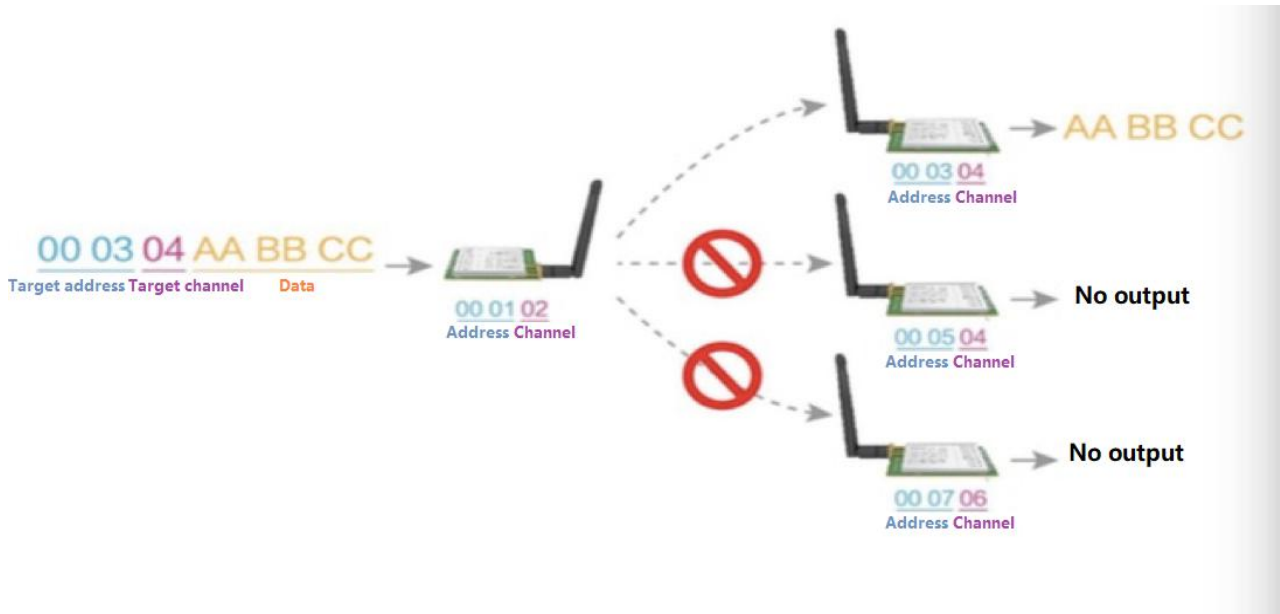 00 03 04 AA BB CC
Target address Target channel Data
00 01 02
Address Channel
AA BB CC
00 03 04
Address Channel
No output
00 05 04
Address Channel
No output
00 07 06
Address Channel